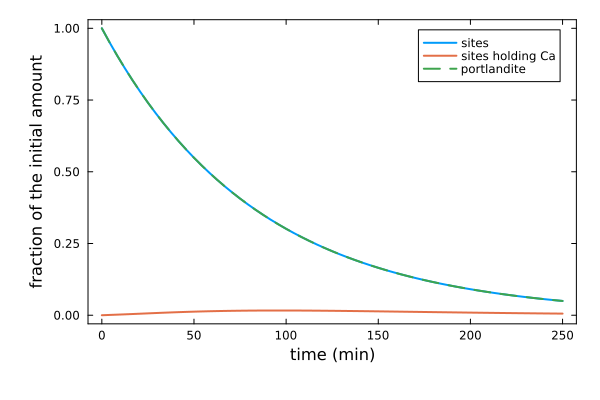 fraction of the initial amount
1.00
0.75
0.50
0.25
0.00
sites
sites holding Ca
portlandite
0 50 100 150 200 250
time (min)